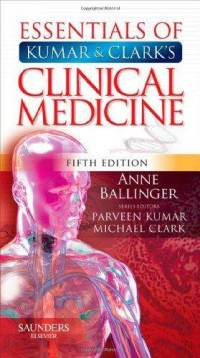 ESSENTIALS OF
KUMAR & CLARK'S
CLINICAL MEDICINE
FIFTH EDITION
ANNE
BALLINGER
SERIES EDITORS
PARVEEN KUMAR
MICHAEL CLARK
SAUNDERS
ELSEVIER